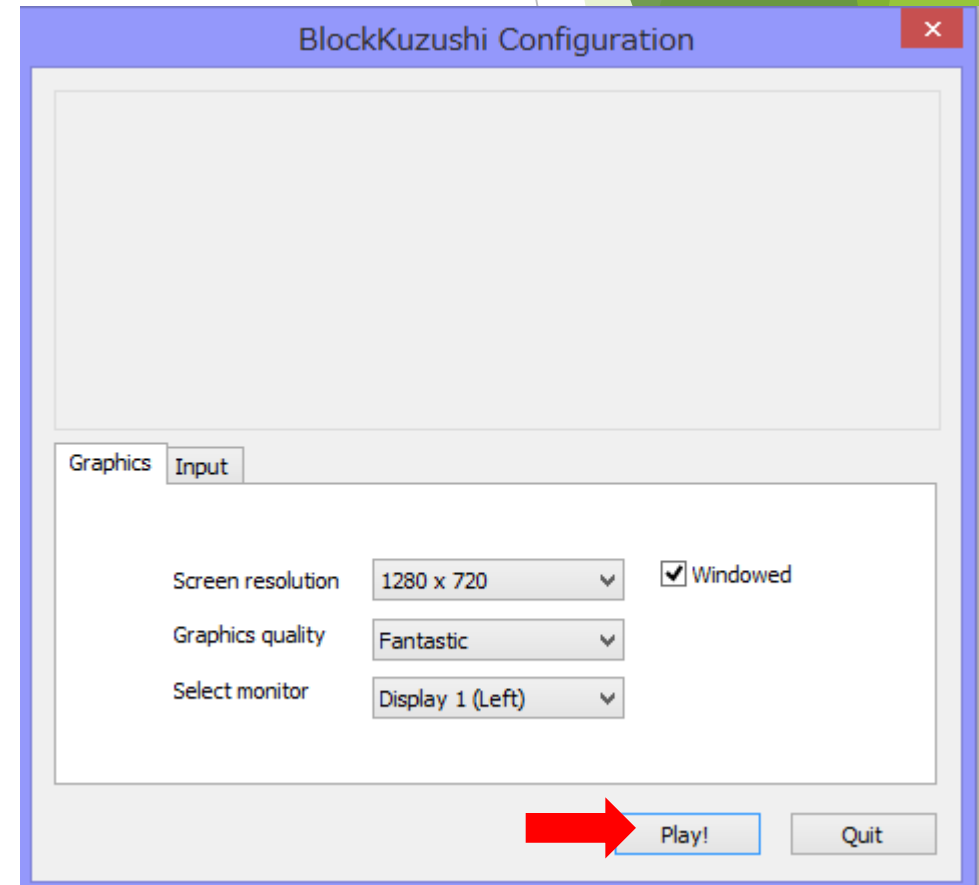 BlockKuzushi Configuration
Graphics
Input
Screen resolution
1280 x 720
Windowed
Graphics quality
Fantastic
Select monitor
Display 1 (Left)
Play!
Quit